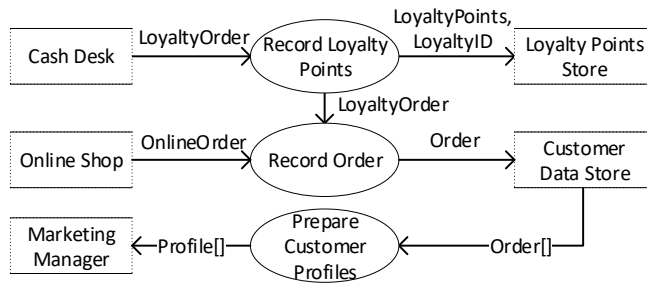 LoyaltyPoints,
LoyaltyOrder
LoyaltyID
Cash Desk
Record Loyalty
Points
Loyalty Points
Store
LoyaltyOrder
Online Shop
OnlineOrder
Record Order
Order
Customer
Data Store
Marketing
Manager
Profile[]
Prepare
Customer
Profiles
Order[]